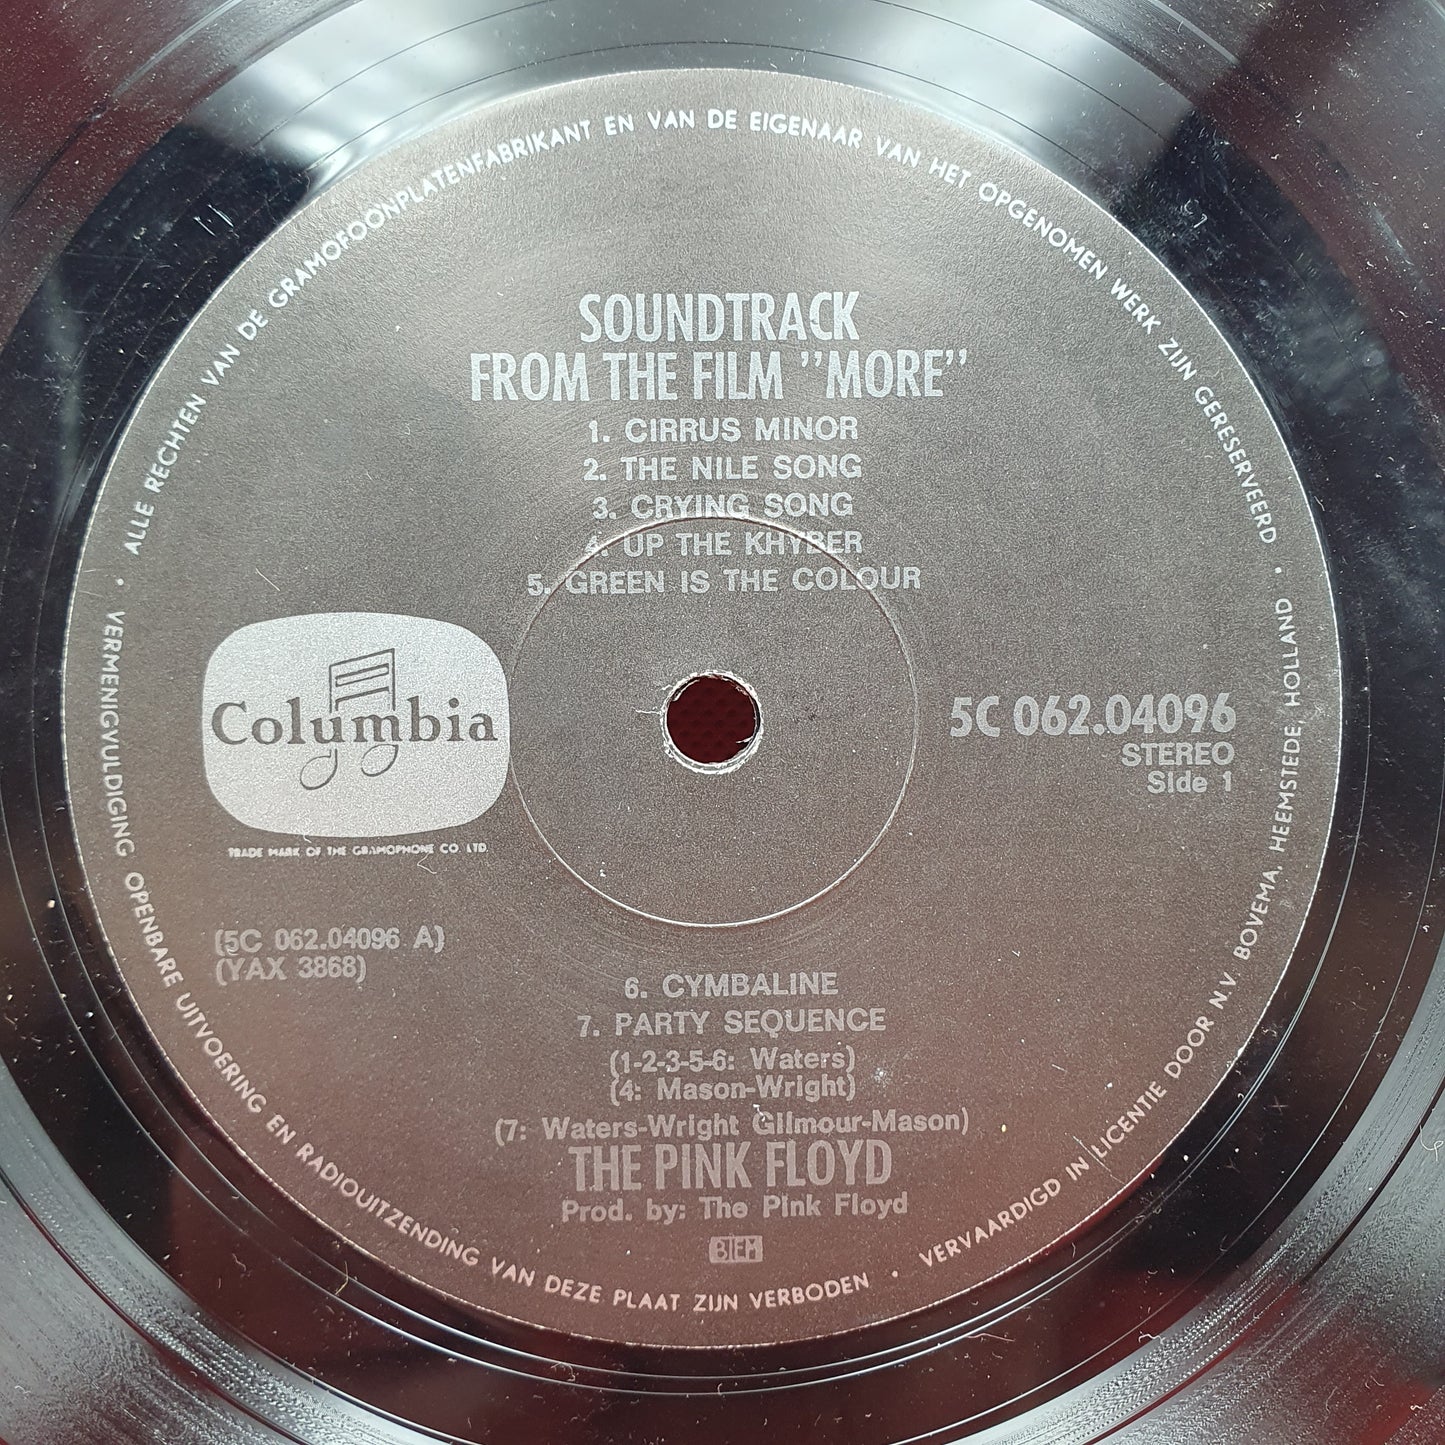 ALLE RECHTEN VAN DE GRAMOFOONPLATENFABRIKANT EN VAN DE EIGENAAR VAN HET OPGENOMEN WERK ZIJN GERESERVEERD •
SOUNDTRACK
FROM THE FILM "MORE"
1. CIRRUS MINOR
2. THE NILE SONG
3. CRYING SONG
4. UP THE KHYBER
5. GREEN IS THE COLOUR
Columbia
TRADE MARK OF THE GRAMOPHONE CO. LTD.
5C 062.04096
STEREO
Side 1
(5C 062.04096 A)
(YAX 3868)
6. CYMBALINE
7. PARTY SEQUENCE
(1-2-3-5-6: Waters)
(4: Mason-Wright)
(7: Waters-Wright Gilmour-Mason)
THE PINK FLOYD
Prod. by: The Pink Floyd
BIEM
VERMENIGVULDIGING OPENBARE UITVOERING EN RADIOUITZENDING VAN DEZE PLAAT ZIJN VERBODEN •
VERVAARDIGD IN LICENTIE DOOR N.V. BOVEMA, HEEMSTEDE, HOLLAND •